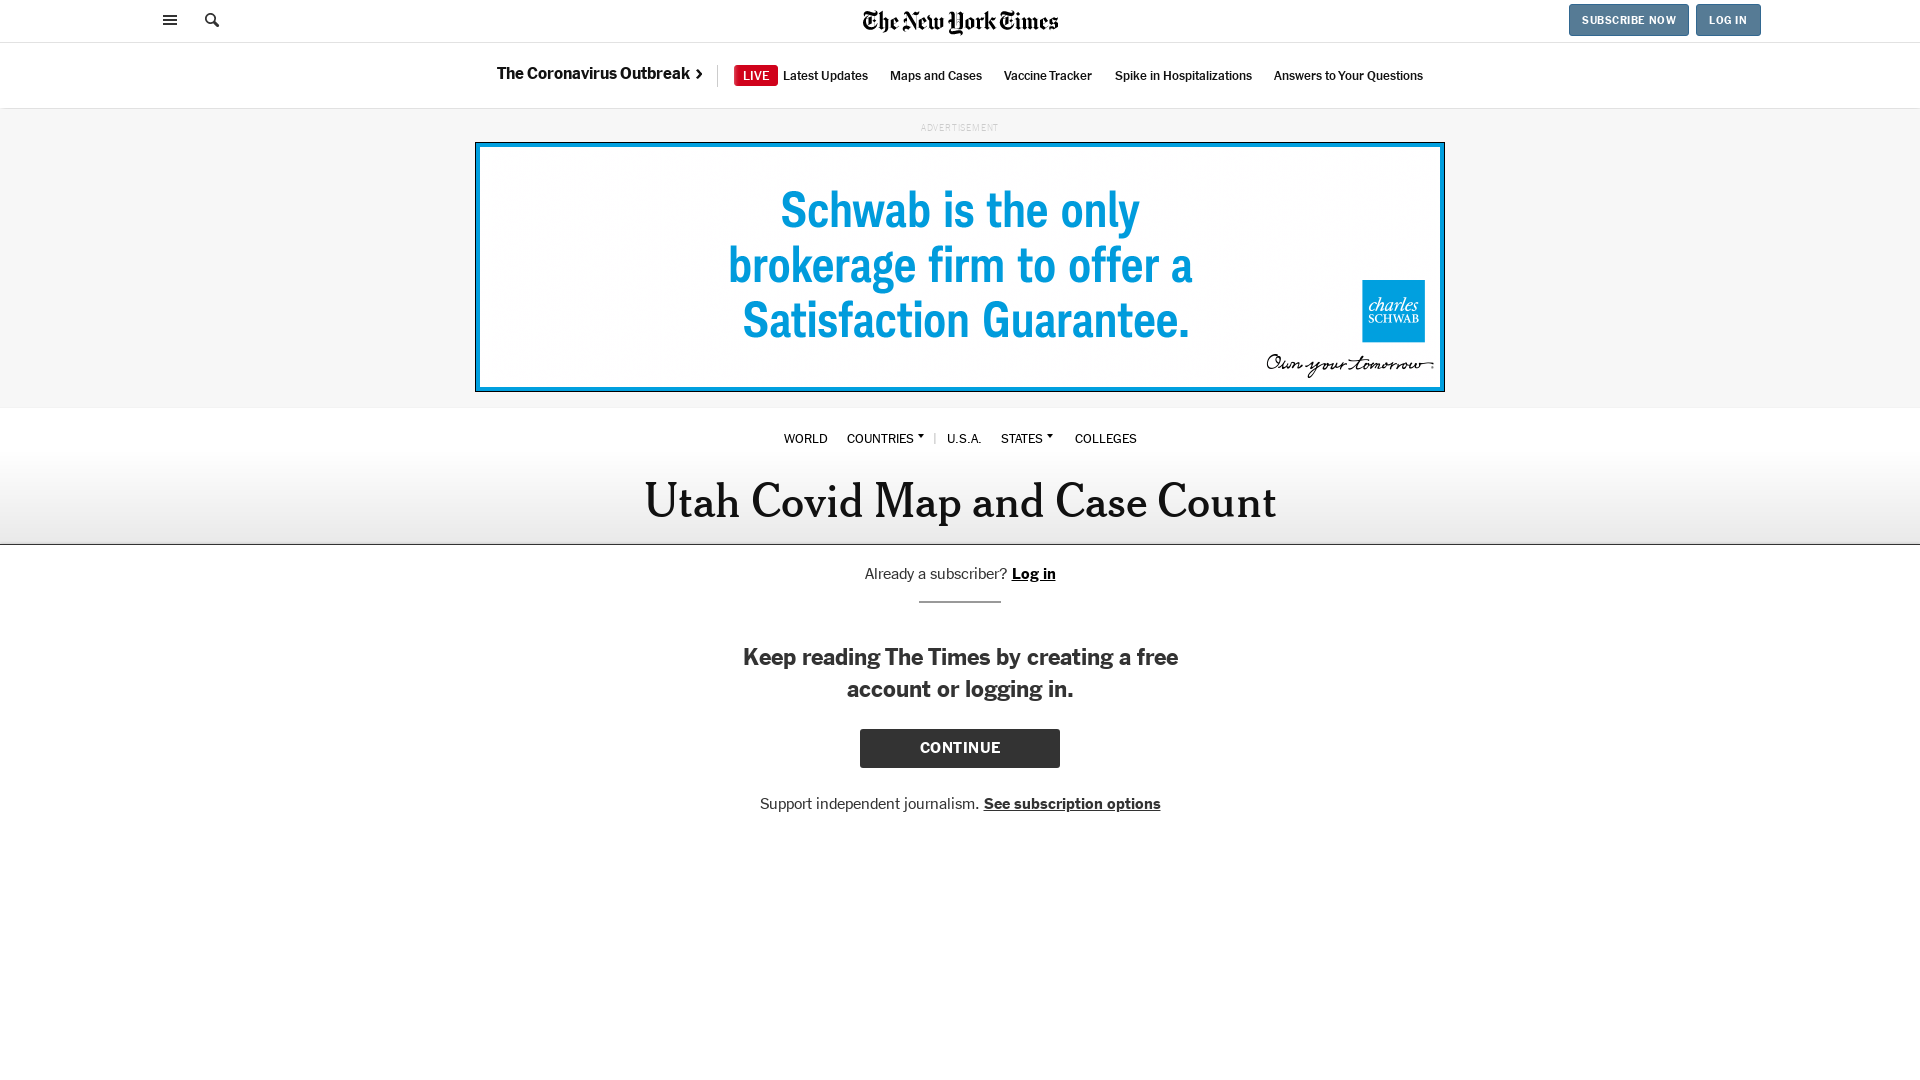 The New York Times
SUBSCRIBE NOW
LOG IN
The Coronavirus Outbreak
LIVE Latest Updates
Maps and Cases
Vaccine Tracker
Spike in Hospitalizations
Answers to Your Questions
ADVERTISEMENT
Schwab is the only
brokerage firm to offer a
Satisfaction Guarantee.
charles
SCHWAB
Own your tomorrow
WORLD
COUNTRIES
U.S.A.
STATES
COLLEGES
Utah Covid Map and Case Count
Already a subscriber? Log in
Keep reading The Times by creating a free
account or logging in.
CONTINUE
Support independent journalism. See subscription options